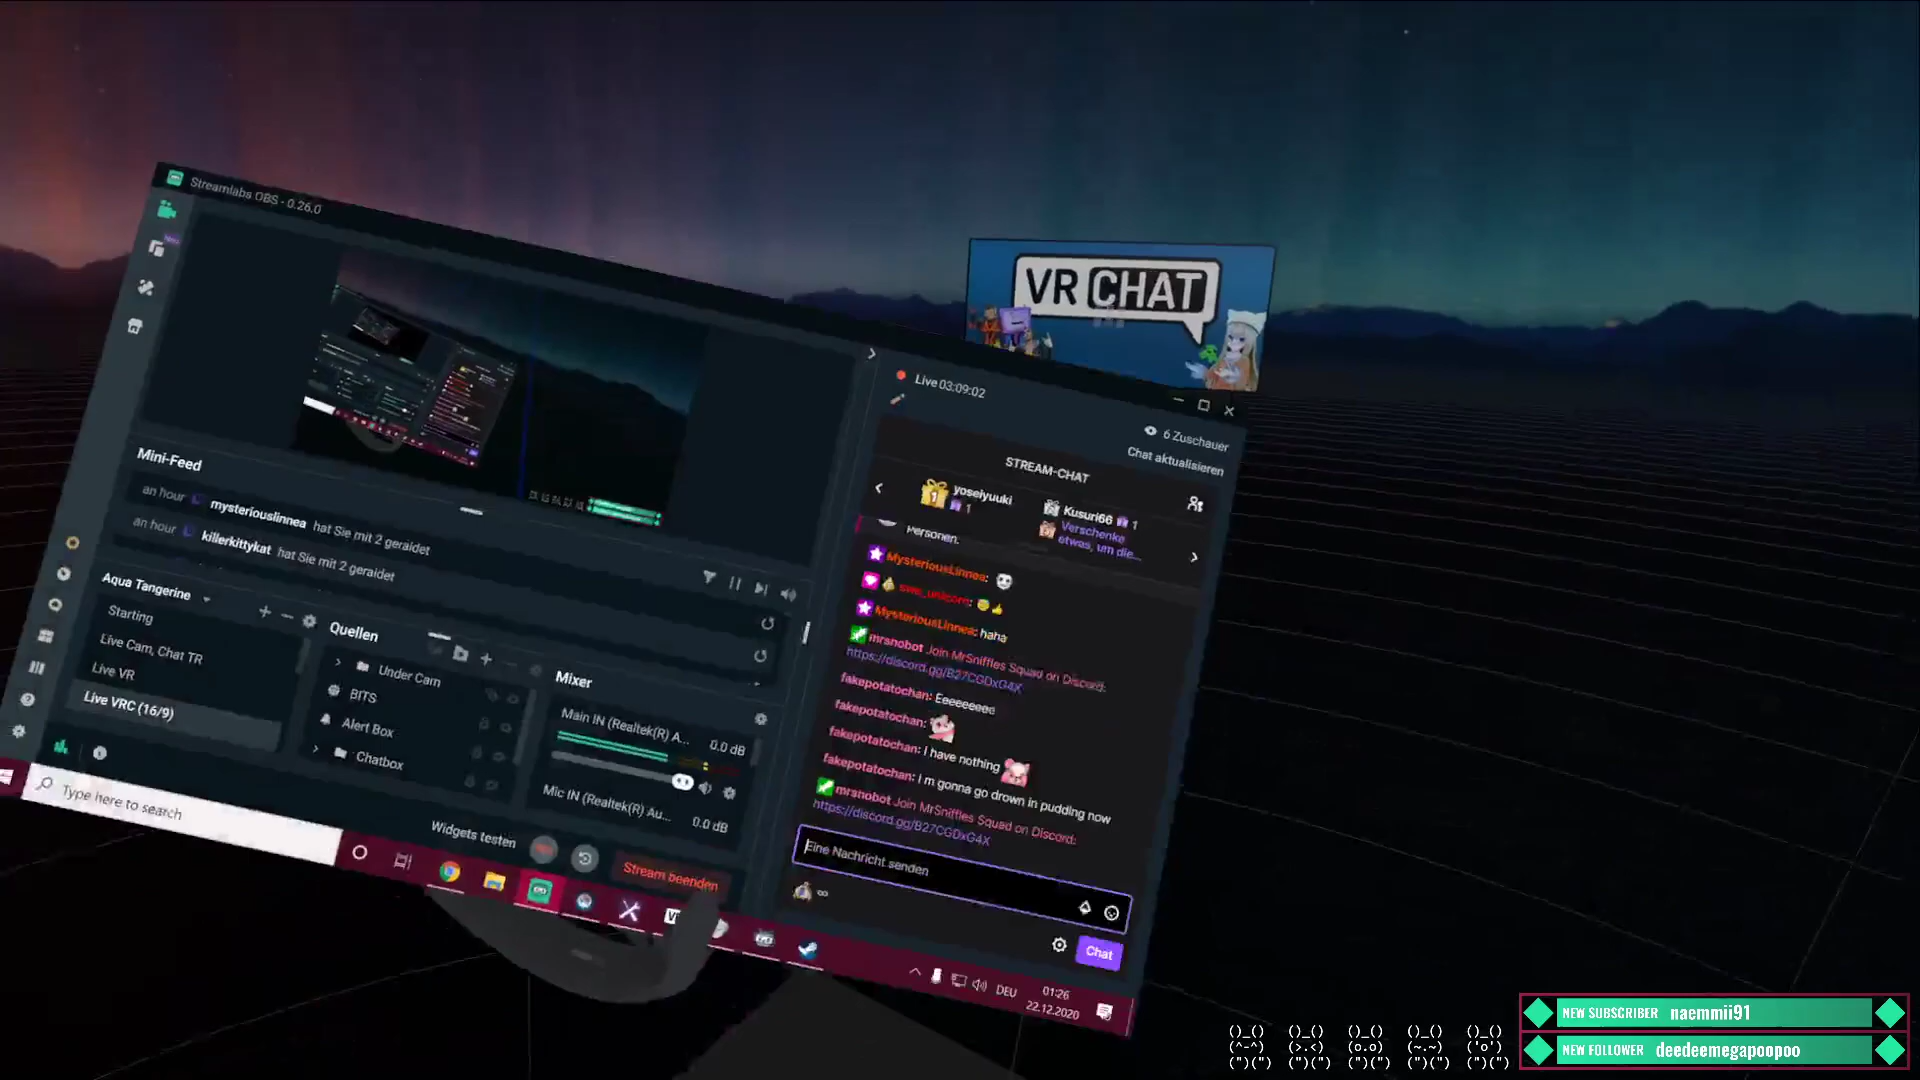 Streamlabs OBS - 0.26.0
VR CHAT
Live 03:09:02
6 Zuschauer
Chat aktualisieren
Mini-Feed
an hour mysteriouslinnea hat Sie mit 2 geraidet
an hour killerkittykat hat Sie mit 2 geraidet
Aqua Tangerine
Starting
Live Cam, Chat TR
Live VR
Live VRC (16/9)
Quellen
Under Cam
BITS
Alert Box
Chatbox
Mixer
Main IN (Realtek(R) A... 0.0 dB
Mic IN (Realtek(R) Au... 0.0 dB
Widgets testen
Stream beenden
STREAM-CHAT
yoseiyuuki
1
Kusuri66 1
Verschenke
etwas, um die...
Personen.
MysteriousLinnea:
MysteriousLinnea: haha
mrsnobot Join MrSniffles Squad on Discord:
https://discord.gg/B27CGDxG4X
fakepotatochan: Eeeeeeeee
fakepotatochan:
fakepotatochan: i have nothing
fakepotatochan: i m gonna go drown in pudding now
mrsnobot Join MrSniffles Squad on Discord:
https://discord.gg/B27CGDxG4X
Eine Nachricht senden
Chat
Type here to search
DEU
01:26
22.12.2020
()_() ()_() ()_() ()_() ()_()
(^-^) (>.<) (o.o) (~.~) ('o')
(")(") (")(") (")(") (")(") (")(")
NEW SUBSCRIBER naemmii91
NEW FOLLOWER deedeemegapoopoo